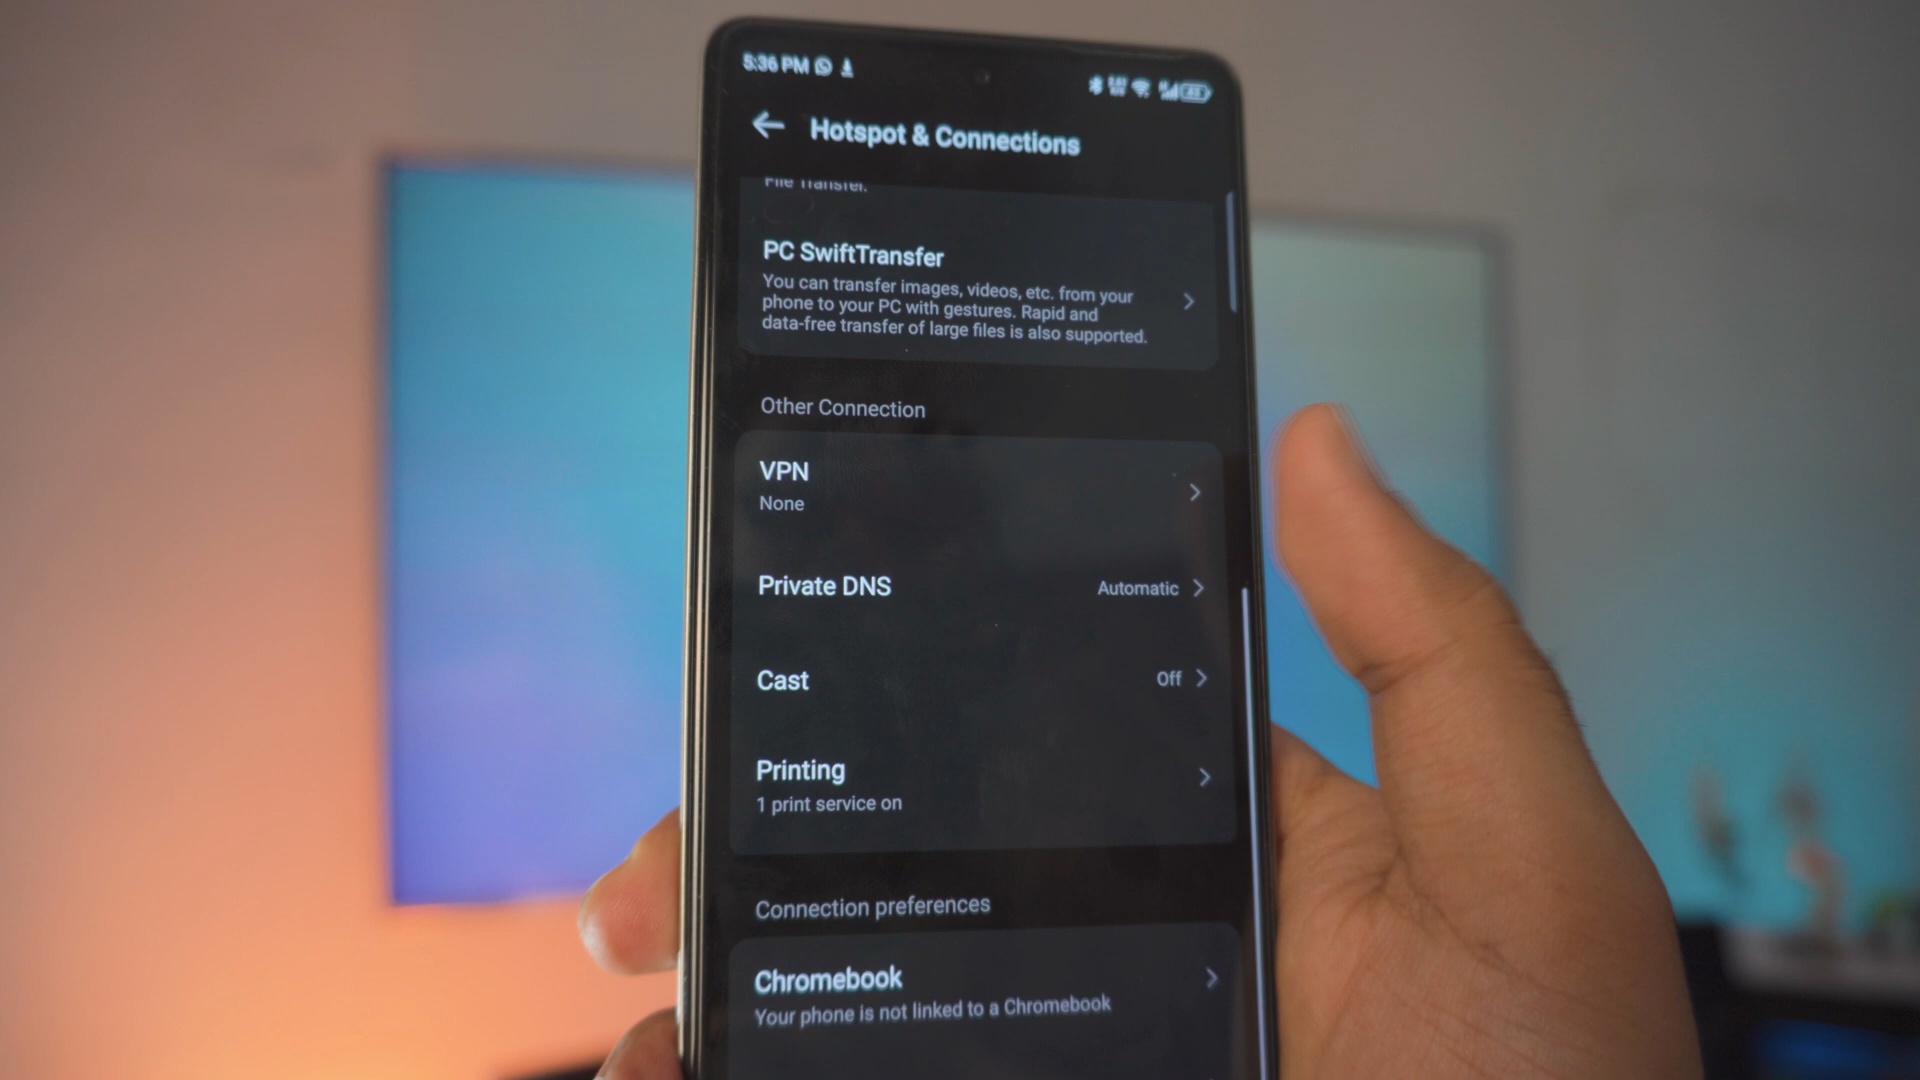 5:36 PM
Hotspot & Connections
File Transfer.
PC SwiftTransfer
You can transfer images, videos, etc. from your
phone to your PC with gestures. Rapid and
data-free transfer of large files is also supported.
Other Connection
VPN
None
Private DNS
Automatic
Cast
Off
Printing
1 print service on
Connection preferences
Chromebook
Your phone is not linked to a Chromebook